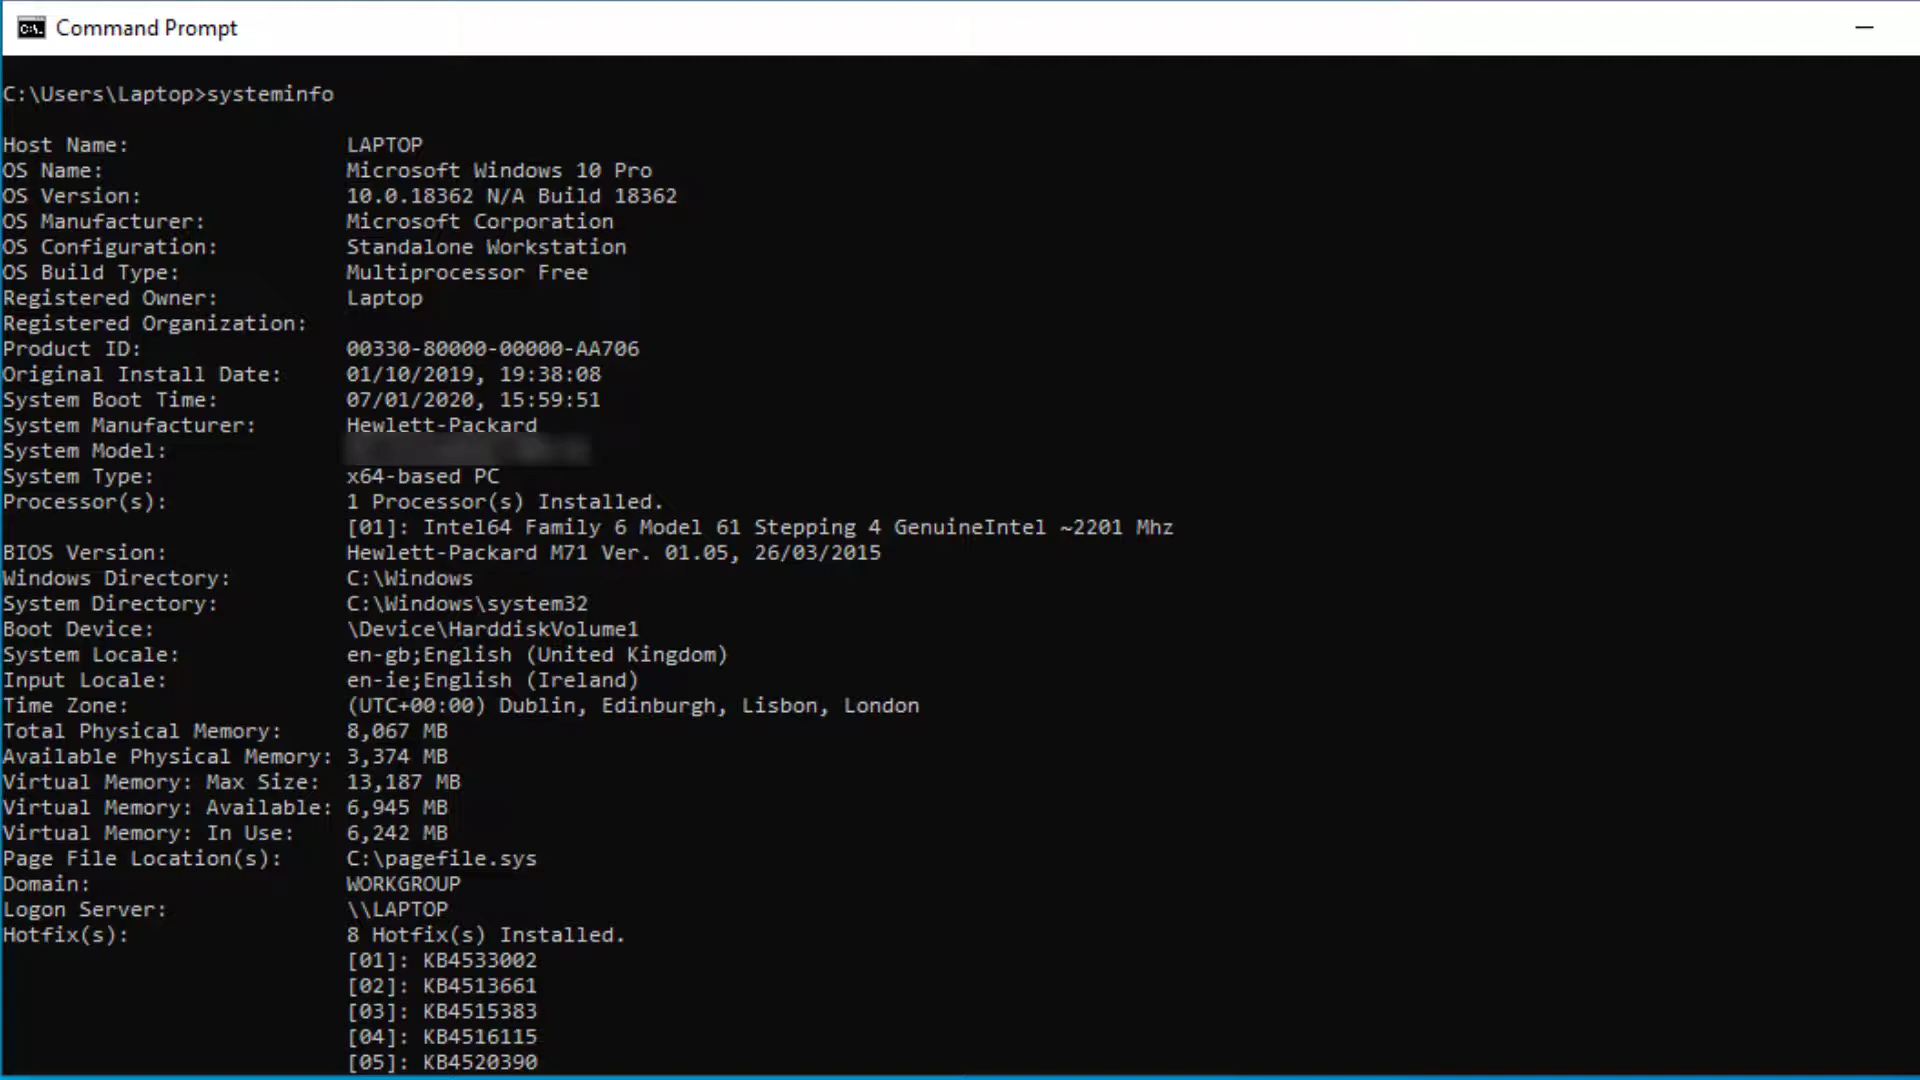 Command Prompt
C:\Users\Laptop>systeminfo
Host Name: LAPTOP
OS Name: Microsoft Windows 10 Pro
OS Version: 10.0.18362 N/A Build 18362
OS Manufacturer: Microsoft Corporation
OS Configuration: Standalone Workstation
OS Build Type: Multiprocessor Free
Registered Owner: Laptop
Registered Organization:
Product ID: 00330-80000-00000-AA706
Original Install Date: 01/10/2019, 19:38:08
System Boot Time: 07/01/2020, 15:59:51
System Manufacturer: Hewlett-Packard
System Model:
System Type: x64-based PC
Processor(s): 1 Processor(s) Installed.
[01]: Intel64 Family 6 Model 61 Stepping 4 GenuineIntel ~2201 Mhz
BIOS Version: Hewlett-Packard M71 Ver. 01.05, 26/03/2015
Windows Directory: C:\Windows
System Directory: C:\Windows\system32
Boot Device: \Device\HarddiskVolume1
System Locale: en-gb;English (United Kingdom)
Input Locale: en-ie;English (Ireland)
Time Zone: (UTC+00:00) Dublin, Edinburgh, Lisbon, London
Total Physical Memory: 8,067 MB
Available Physical Memory: 3,374 MB
Virtual Memory: Max Size: 13,187 MB
Virtual Memory: Available: 6,945 MB
Virtual Memory: In Use: 6,242 MB
Page File Location(s): C:\pagefile.sys
Domain: WORKGROUP
Logon Server: \\LAPTOP
Hotfix(s): 8 Hotfix(s) Installed.
[01]: KB4533002
[02]: KB4513661
[03]: KB4515383
[04]: KB4516115
[05]: KB4520390